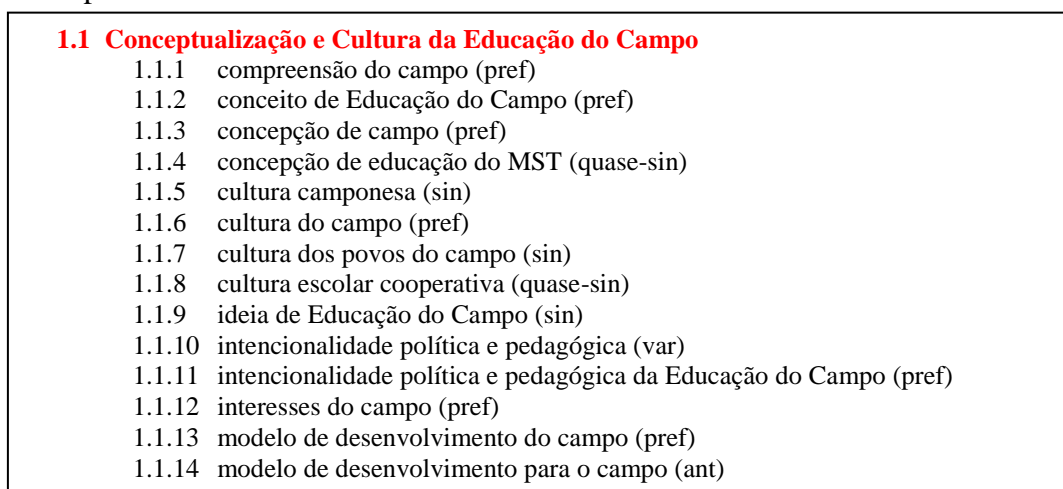 1.1 Conceptualização e Cultura da Educação do Campo
1.1.1 compreensão do campo (pref)
1.1.2 conceito de Educação do Campo (pref)
1.1.3 concepção de campo (pref)
1.1.4 concepção de educação do MST (quase-sin)
1.1.5 cultura camponesa (sin)
1.1.6 cultura do campo (pref)
1.1.7 cultura dos povos do campo (sin)
1.1.8 cultura escolar cooperativa (quase-sin)
1.1.9 ideia de Educação do Campo (sin)
1.1.10 intencionalidade política e pedagógica (var)
1.1.11 intencionalidade política e pedagógica da Educação do Campo (pref)
1.1.12 interesses do campo (pref)
1.1.13 modelo de desenvolvimento do campo (pref)
1.1.14 modelo de desenvolvimento para o campo (ant)